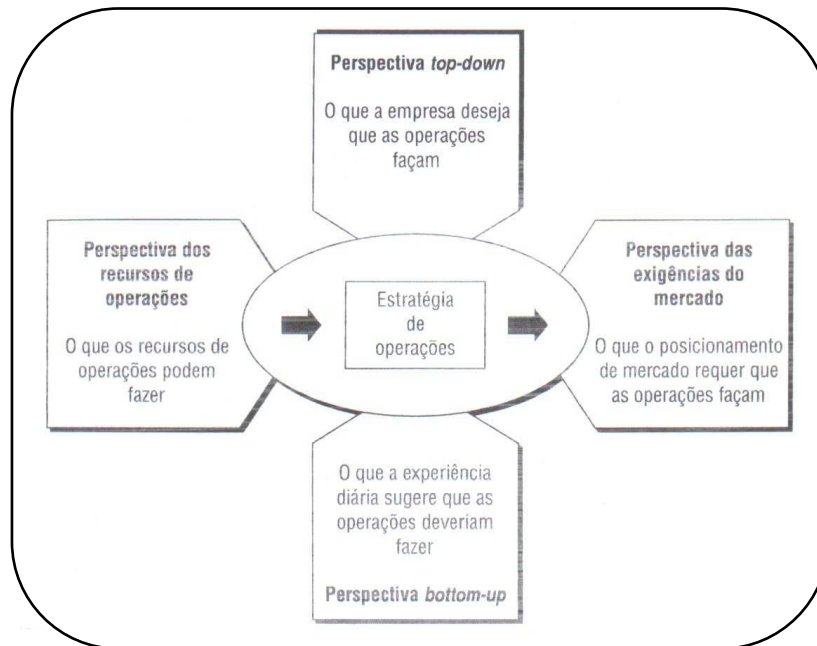 Perspectiva top-down
O que a empresa deseja
que as operações
façam
Perspectiva dos
recursos de
operações
O que os recursos de
operações podem
fazer
Estratégia
de
operações
Perspectiva das
exigências do
mercado
O que o posicionamento
de mercado requer que
as operações façam
O que a experiência
diária sugere que as
operações deveriam
fazer
Perspectiva bottom-up